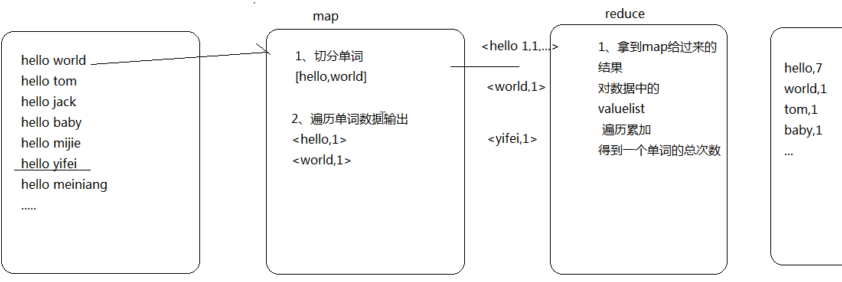 map
reduce
hello world
hello tom
hello jack
hello baby
hello mijie
hello yifei
hello meiniang
.....
1、切分单词
[hello,world]
2、遍历单词数据输出
<hello,1>
<world,1>
<hello 1,1,...>
<world,1>
<yifei,1>
1、拿到map给过来的
结果
对数据中的
valuelist
遍历累加
得到一个单词的总次数
hello,7
world,1
tom,1
baby,1
...